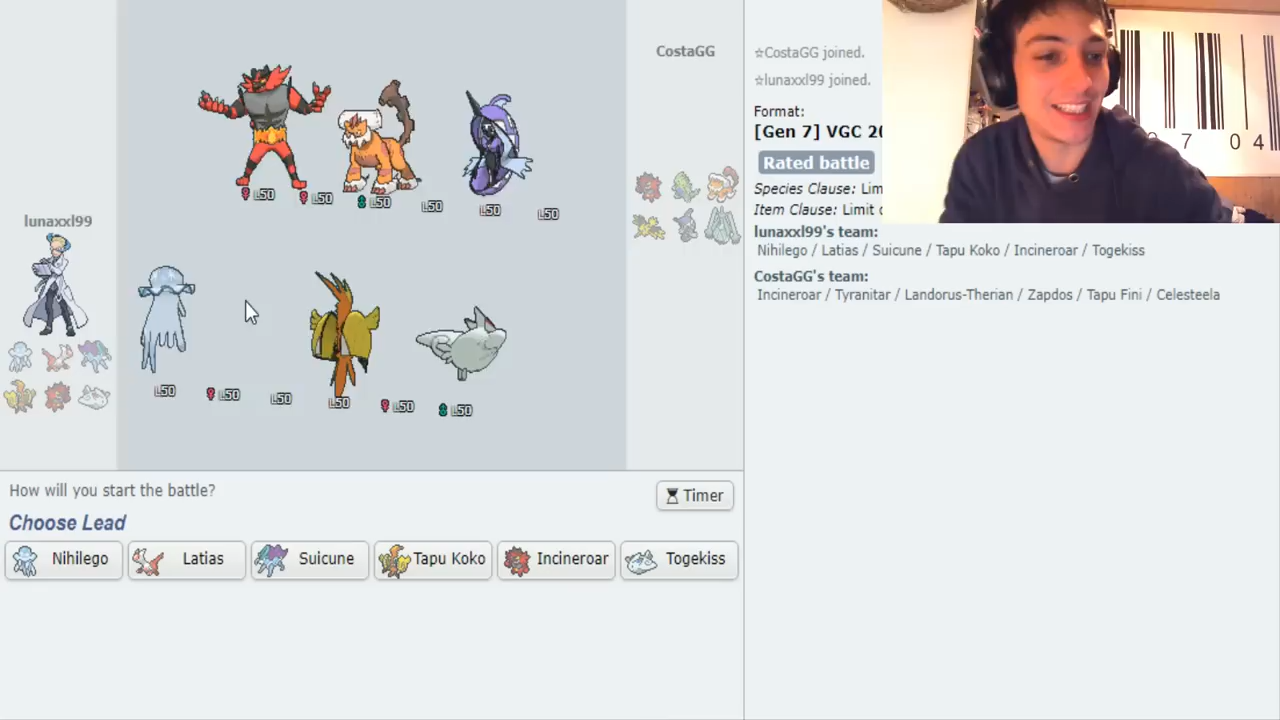 CostaGG
☆CostaGG joined.
☆lunaxxl99 joined.
Format:
[Gen 7] VGC 20
Rated battle
Species Clause: Lim
Item Clause: Limit
lunaxxl99's team:
Nihilego / Latias / Suicune / Tapu Koko / Incineroar / Togekiss
CostaGG's team:
Incineroar / Tyranitar / Landorus-Therian / Zapdos / Tapu Fini / Celesteela
7 04
L50
L50
L50
L50
L50
L50
lunaxxl99
L50
L50
L50
L50
L50
L50
How will you start the battle?
Timer
Choose Lead
Nihilego
Latias
Suicune
Tapu Koko
Incineroar
Togekiss